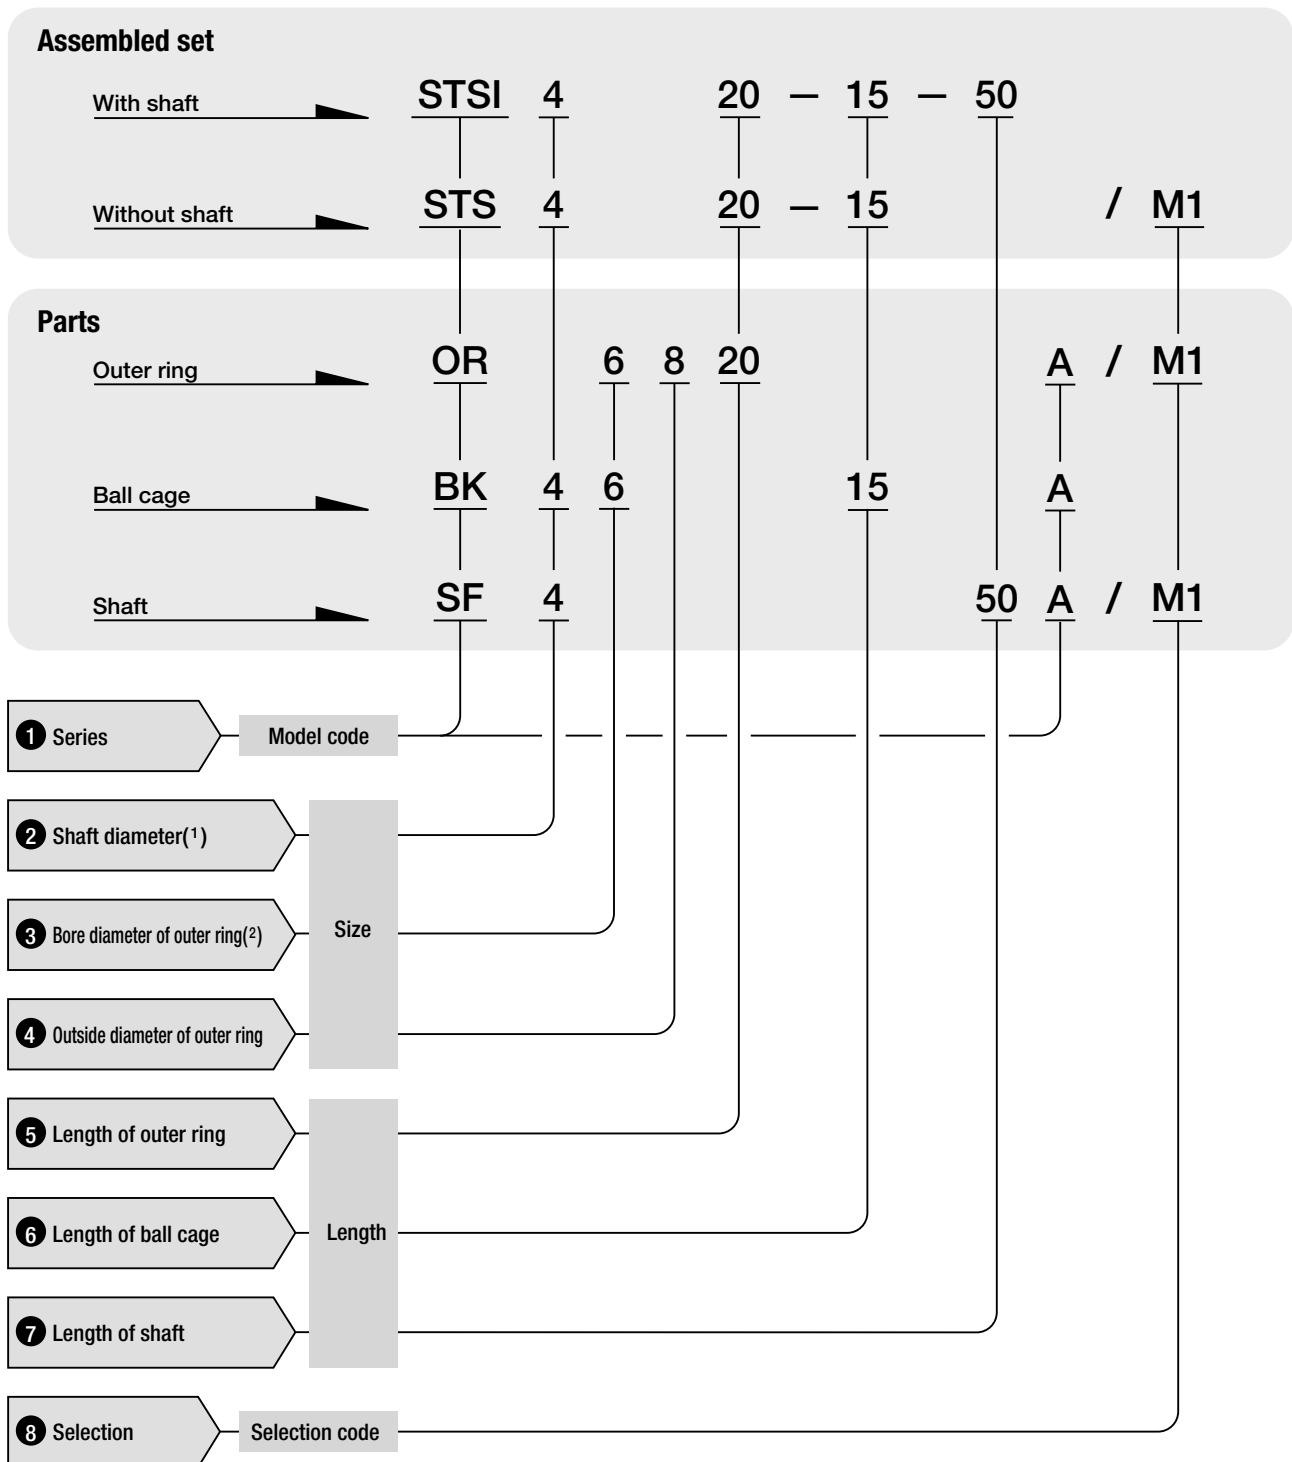 Assembled set
With shaft STSI 4 20 – 15 – 50
Without shaft STS 4 20 – 15 / M1
Parts
Outer ring OR 6 8 20 A / M1
Ball cage BK 4 6 15 A
Shaft SF 4 50 A / M1
1 Series Model code
2 Shaft diameter(¹)
3 Bore diameter of outer ring(²) Size
4 Outside diameter of outer ring
5 Length of outer ring
6 Length of ball cage Length
7 Length of shaft
8 Selection Selection code